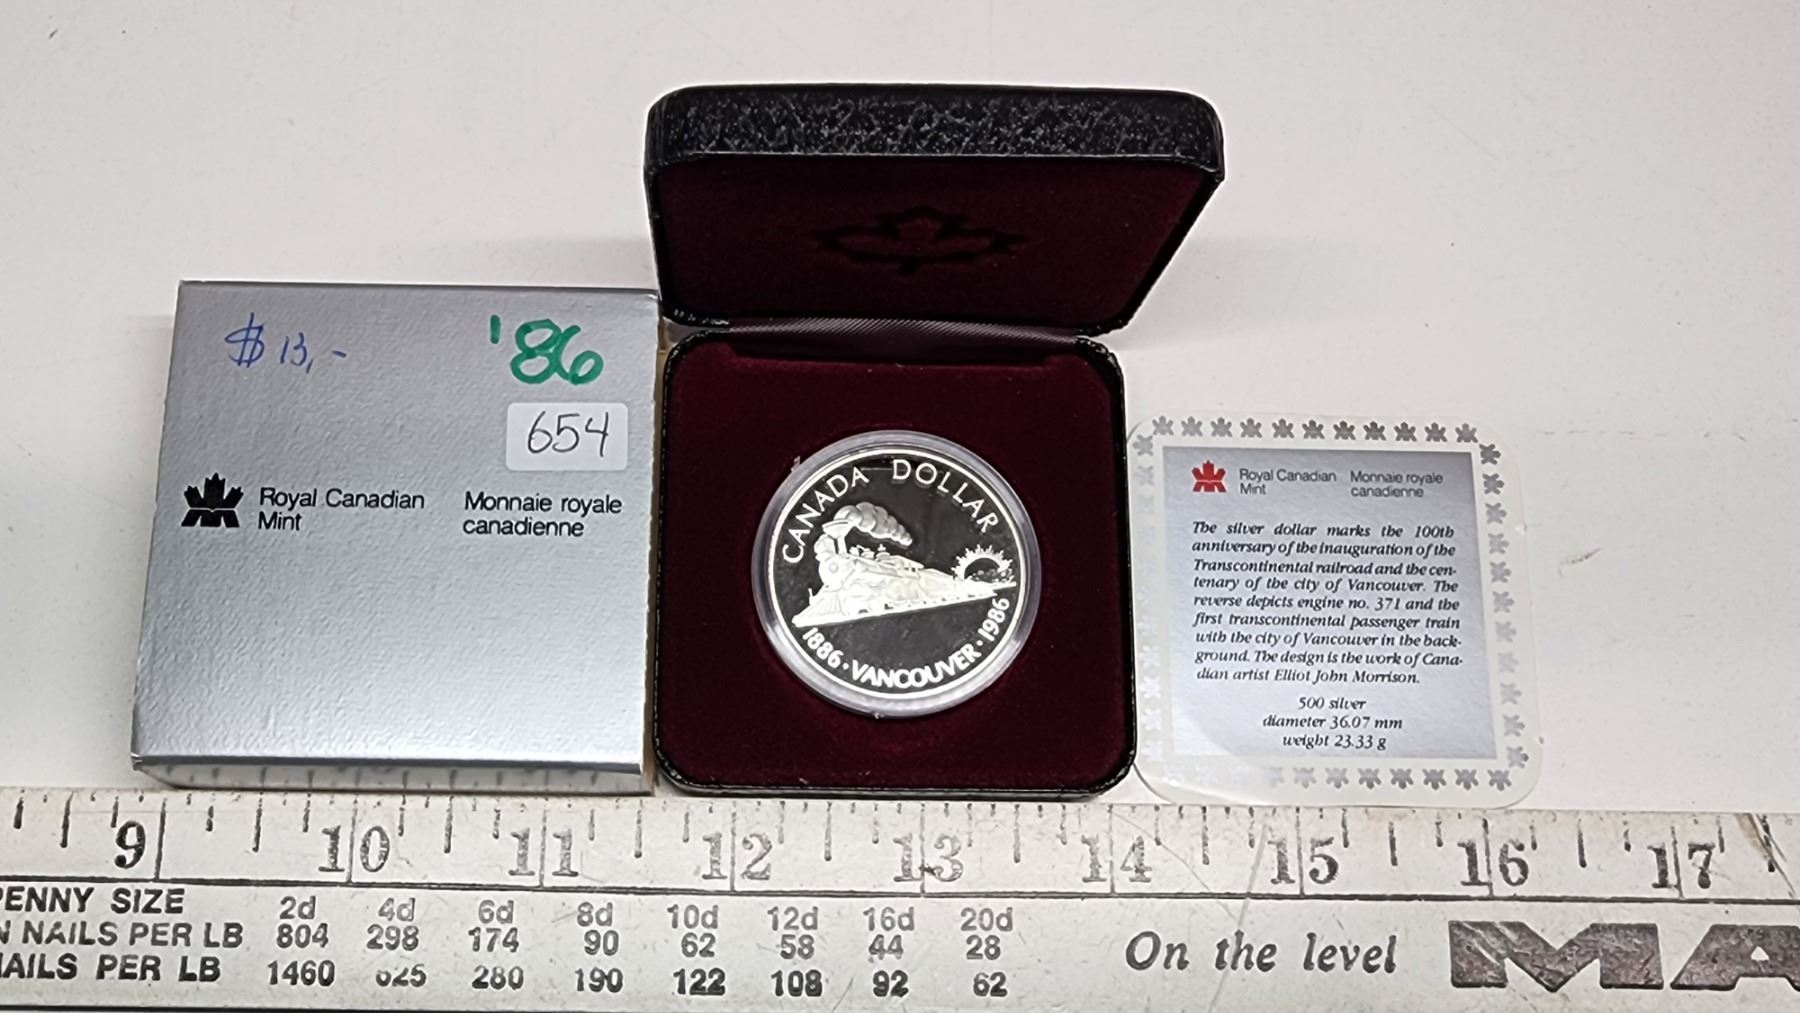 $ 13,-
'86
654
Royal Canadian Mint
Monnaie royale canadienne
CANADA DOLLAR
1886 · VANCOUVER · 1986
Royal Canadian Mint
Monnaie royale canadienne
The silver dollar marks the 100th
anniversary of the inauguration of the
Transcontinental railroad and the cen-
tenary of the city of Vancouver. The
reverse depicts engine no. 371 and the
first transcontinental passenger train
with the city of Vancouver in the back-
ground. The design is the work of Cana-
dian artist Elliot John Morrison.
500 silver
diameter 36.07 mm
weight 23.33 g
9 10 11 12 13 14 15 16 17
PENNY SIZE 2d 4d 6d 8d 10d 12d 16d 20d
N NAILS PER LB 804 298 174 90 62 58 44 28
NAILS PER LB 1460 625 280 190 122 108 92 62
On the level
MA